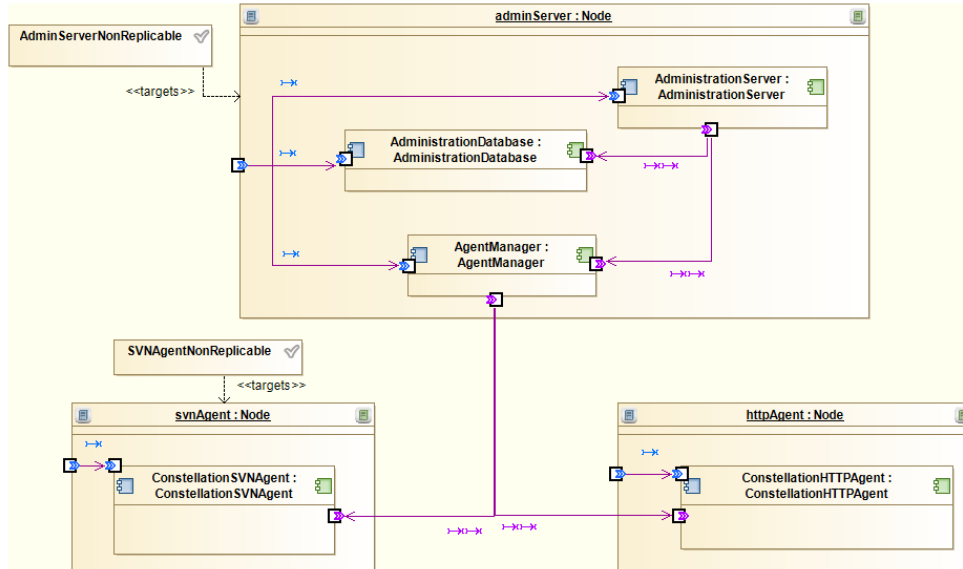 adminServer : Node
AdminServerNonReplicable
<<targets>>
AdministrationServer :
AdministrationServer
AdministrationDatabase :
AdministrationDatabase
AgentManager :
AgentManager
SVNAgentNonReplicable
<<targets>>
svnAgent : Node
httpAgent : Node
ConstellationSVNAgent :
ConstellationSVNAgent
ConstellationHTTPAgent :
ConstellationHTTPAgent